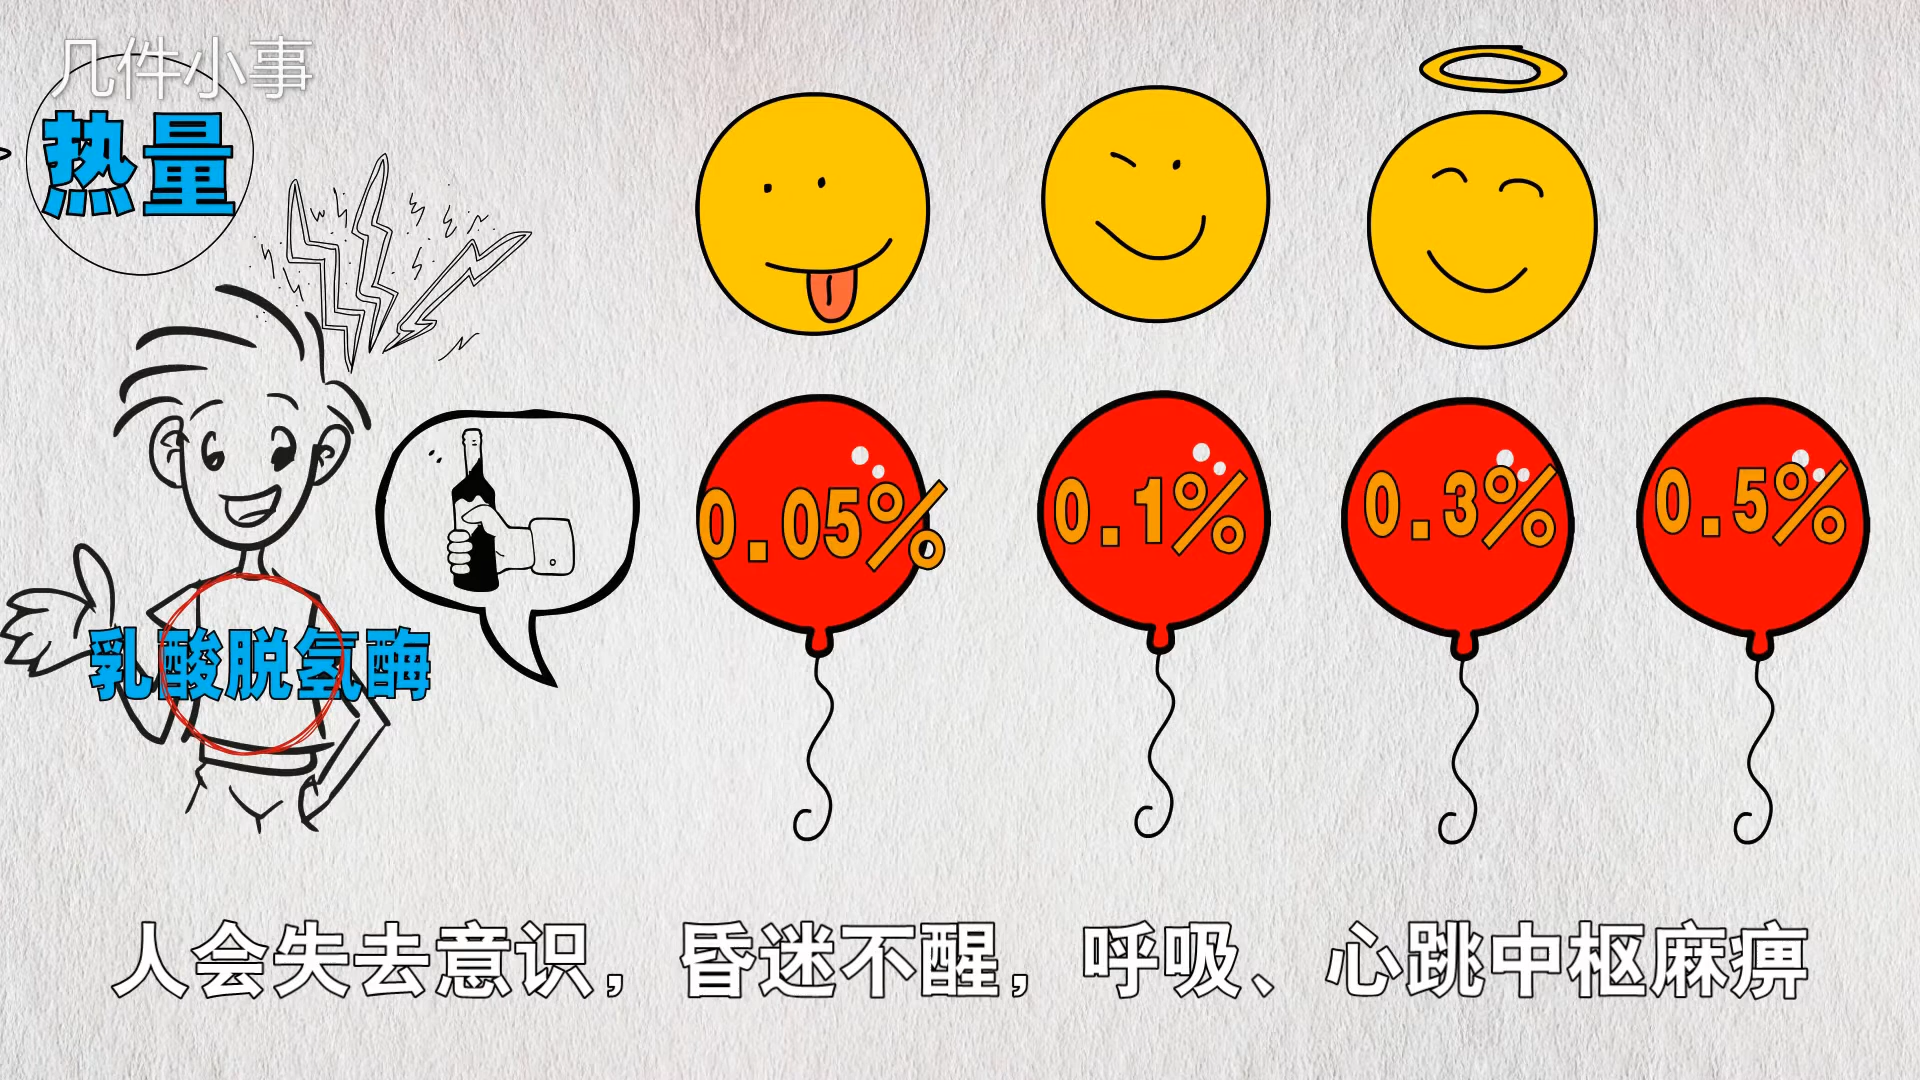 几件小事
热量
0.05%
0.1%
0.3%
0.5%
乳酸脱氢酶
人会失去意识，昏迷不醒，呼吸、心跳中枢麻痹